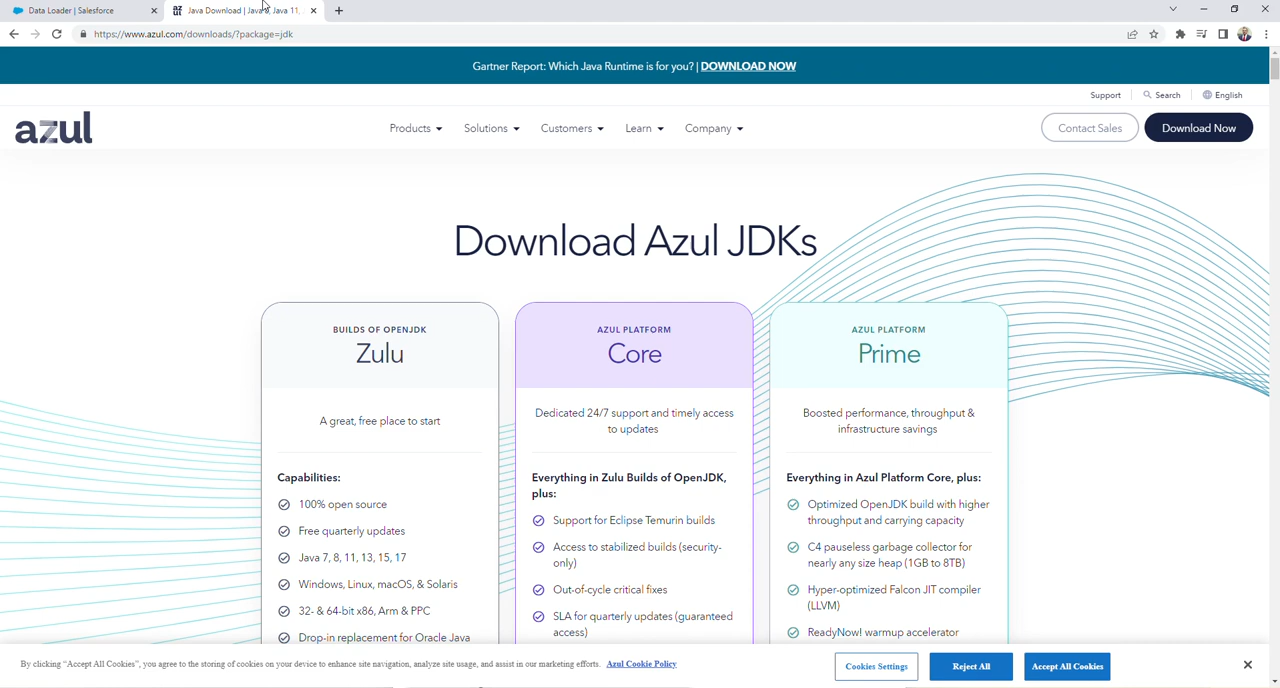 Data Loader | Salesforce
Java Download | Java 8, Java 11,
https://www.azul.com/downloads/?package=jdk
Gartner Report: Which Java Runtime is for you? | DOWNLOAD NOW
Support
Search
English
azul
Products
Solutions
Customers
Learn
Company
Contact Sales
Download Now
Download Azul JDKs
BUILDS OF OPENJDK
Zulu
A great, free place to start
Capabilities:
100% open source
Free quarterly updates
Java 7, 8, 11, 13, 15, 17
Windows, Linux, macOS, & Solaris
32- & 64-bit x86, Arm & PPC
Drop-in replacement for Oracle Java
AZUL PLATFORM
Core
Dedicated 24/7 support and timely access
to updates
Everything in Zulu Builds of OpenJDK,
plus:
Support for Eclipse Temurin builds
Access to stabilized builds (security-
only)
Out-of-cycle critical fixes
SLA for quarterly updates (guaranteed
access)
AZUL PLATFORM
Prime
Boosted performance, throughput &
infrastructure savings
Everything in Azul Platform Core, plus:
Optimized OpenJDK build with higher
throughput and carrying capacity
C4 pauseless garbage collector for
nearly any size heap (1GB to 8TB)
Hyper-optimized Falcon JIT compiler
(LLVM)
ReadyNow! warmup accelerator
By clicking “Accept All Cookies”, you agree to the storing of cookies on your device to enhance site navigation, analyze site usage, and assist in our marketing efforts. Azul Cookie Policy
Cookies Settings
Reject All
Accept All Cookies